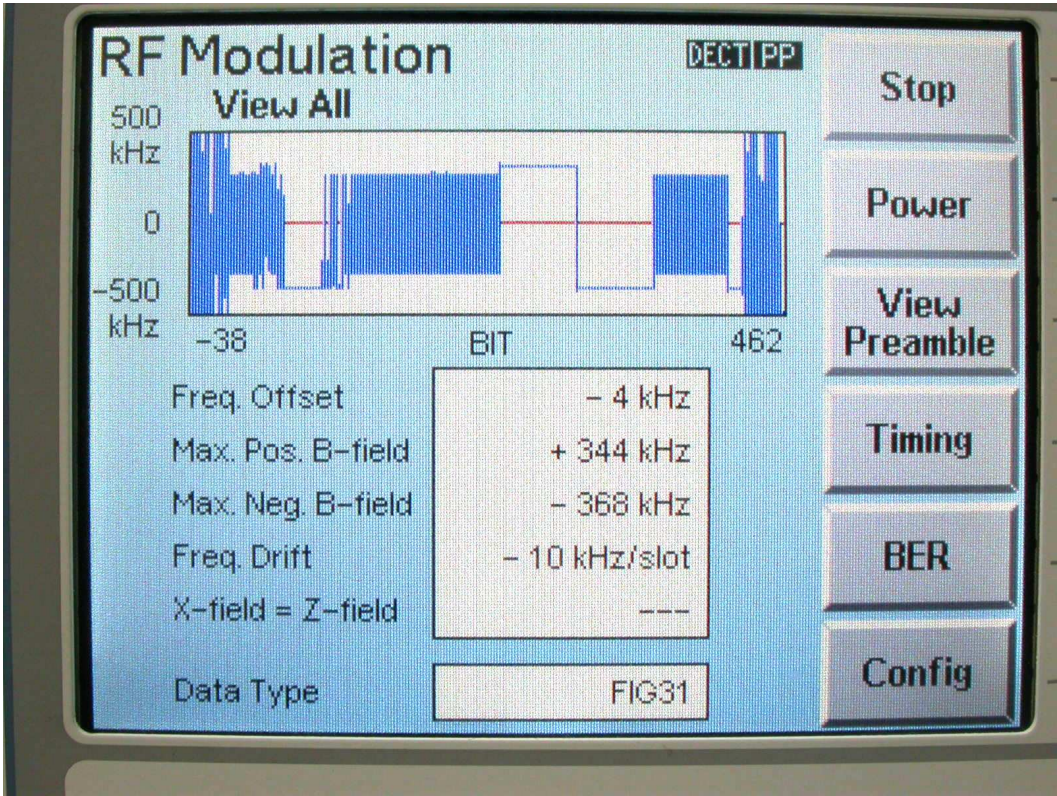 RF Modulation
DECT PP
View All
500
kHz
0
-500
kHz
-38 BIT 462
Freq. Offset - 4 kHz
Max. Pos. B-field + 344 kHz
Max. Neg. B-field - 368 kHz
Freq. Drift - 10 kHz/slot
X-field = Z-field ---
Data Type FIG31
Stop
Power
View
Preamble
Timing
BER
Config